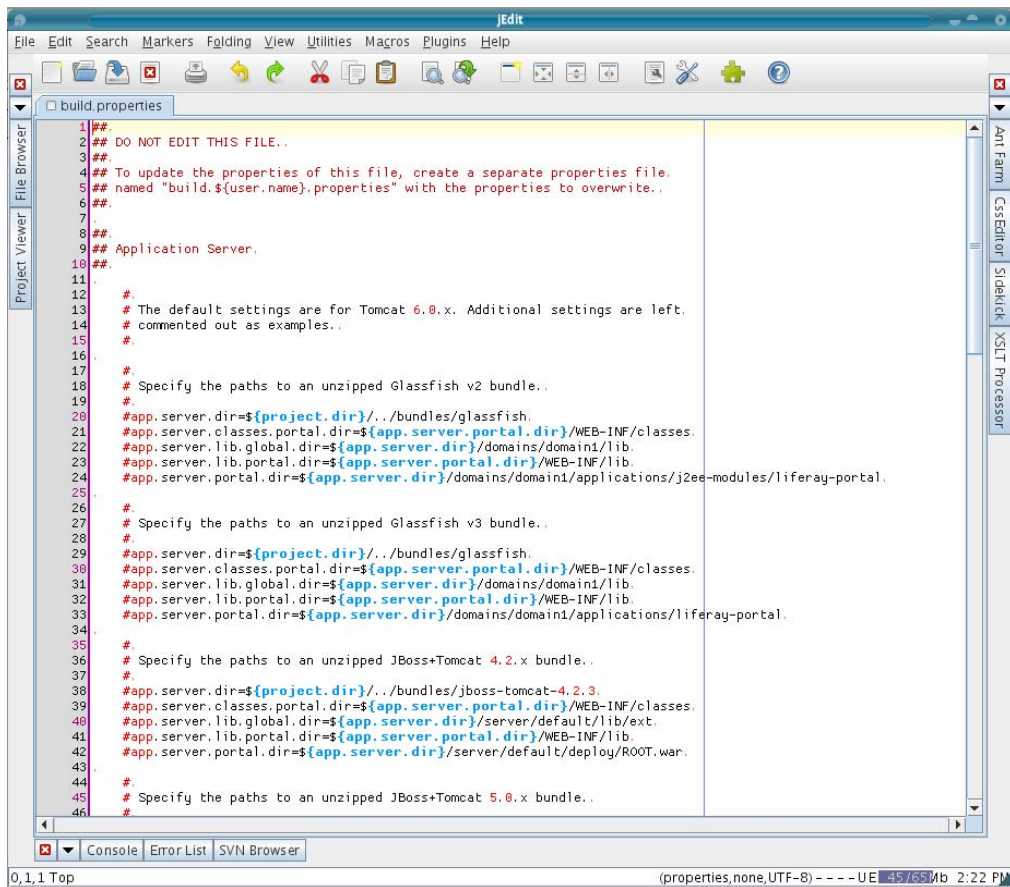 jEdit
File Edit Search Markers Folding View Utilities Macros Plugins Help
build.properties
File Browser
Project Viewer
1 ##.
2 ## DO NOT EDIT THIS FILE..
3 ##.
4 ## To update the properties of this file, create a separate properties file.
5 ## named "build.${user.name}.properties" with the properties to overwrite..
6 ##.
7 .
8 ##.
9 ## Application Server.
10 ##.
11 .
12 #.
13 # The default settings are for Tomcat 6.0.x. Additional settings are left.
14 # commented out as examples..
15 #.
16 .
17 #.
18 # Specify the paths to an unzipped Glassfish v2 bundle..
19 #.
20 #app.server.dir=${project.dir}/../bundles/glassfish.
21 #app.server.classes.portal.dir=${app.server.portal.dir}/WEB-INF/classes.
22 #app.server.lib.global.dir=${app.server.dir}/domains/domain1/lib.
23 #app.server.lib.portal.dir=${app.server.portal.dir}/WEB-INF/lib.
24 #app.server.portal.dir=${app.server.dir}/domains/domain1/applications/j2ee-modules/liferay-portal.
25 .
26 #.
27 # Specify the paths to an unzipped Glassfish v3 bundle..
28 #.
29 #app.server.dir=${project.dir}/../bundles/glassfish.
30 #app.server.classes.portal.dir=${app.server.portal.dir}/WEB-INF/classes.
31 #app.server.lib.global.dir=${app.server.dir}/domains/domain1/lib.
32 #app.server.lib.portal.dir=${app.server.portal.dir}/WEB-INF/lib.
33 #app.server.portal.dir=${app.server.dir}/domains/domain1/applications/liferay-portal.
34 .
35 #.
36 # Specify the paths to an unzipped JBoss+Tomcat 4.2.x bundle..
37 #.
38 #app.server.dir=${project.dir}/../bundles/jboss-tomcat-4.2.3.
39 #app.server.classes.portal.dir=${app.server.portal.dir}/WEB-INF/classes.
40 #app.server.lib.global.dir=${app.server.dir}/server/default/lib/ext.
41 #app.server.lib.portal.dir=${app.server.portal.dir}/WEB-INF/lib.
42 #app.server.portal.dir=${app.server.dir}/server/default/deploy/ROOT.war.
43 .
44 #.
45 # Specify the paths to an unzipped JBoss+Tomcat 5.0.x bundle..
46 #.
Ant Farm
CssEditor
Sidekick
XSLT Processor
Console Error List SVN Browser
0,1,1 Top (properties,none,UTF-8) - - - - U E 45/65Mb 2:22 PM